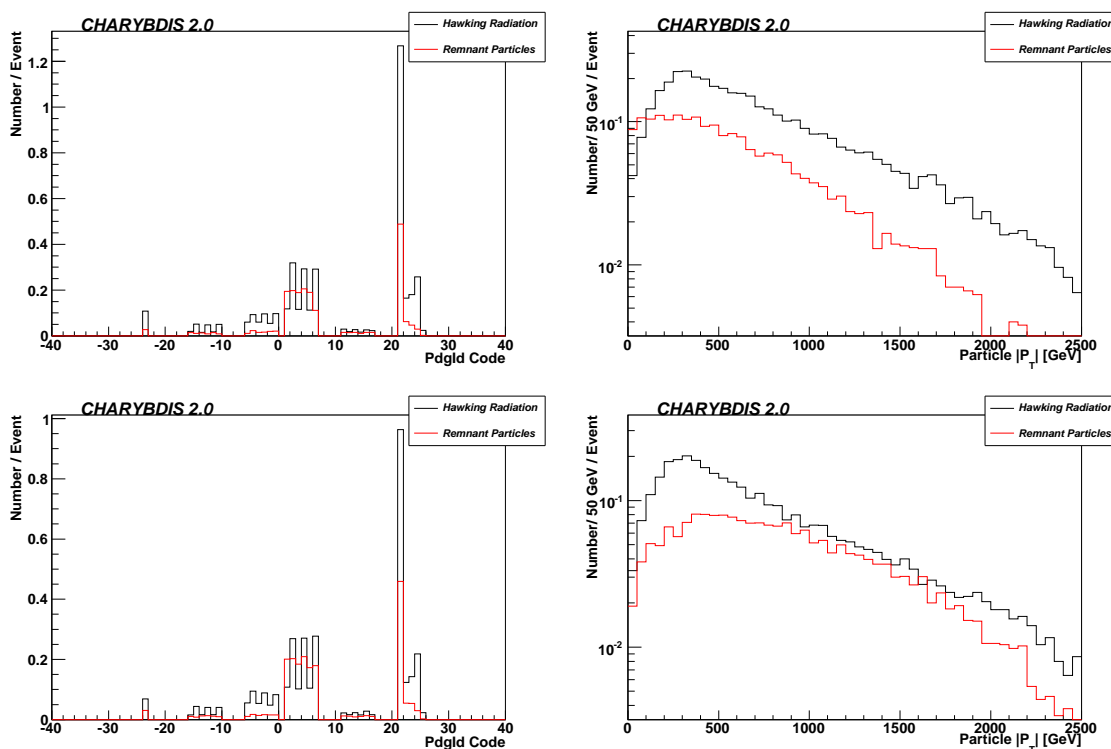 CHARYBDIS 2.0
Hawking Radiation
Remnant Particles
Number / Event
1.2
1
0.8
0.6
0.4
0.2
0
-40 -30 -20 -10 0 10 20 30 40
PdgId Code
CHARYBDIS 2.0
Hawking Radiation
Remnant Particles
Number/ 50 GeV / Event
10-1
10-2
0 500 1000 1500 2000 2500
Particle |PT| [GeV]
CHARYBDIS 2.0
Hawking Radiation
Remnant Particles
Number / Event
1
0.8
0.6
0.4
0.2
0
-40 -30 -20 -10 0 10 20 30 40
PdgId Code
CHARYBDIS 2.0
Hawking Radiation
Remnant Particles
Number/ 50 GeV / Event
10-1
10-2
0 500 1000 1500 2000 2500
Particle |PT| [GeV]